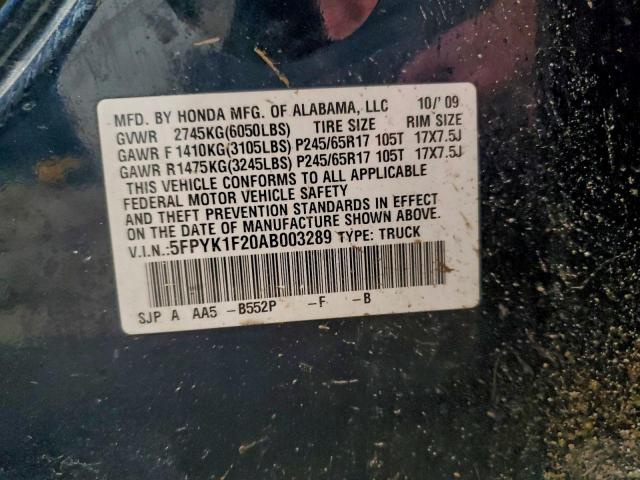 MFD. BY HONDA MFG. OF ALABAMA, LLC 10/'09
GVWR 2745KG(6050LBS) TIRE SIZE RIM SIZE
GAWR F1410KG(3105LBS) P245/65R17 105T 17X7.5J
GAWR R1475KG(3245LBS) P245/65R17 105T 17X7.5J
THIS VEHICLE CONFORMS TO ALL APPLICABLE
FEDERAL MOTOR VEHICLE SAFETY
AND THEFT PREVENTION STANDARDS IN EFFECT
ON THE DATE OF MANUFACTURE SHOWN ABOVE.
V.I.N.:5FPYK1F20AB003289 TYPE: TRUCK
SJP A AA5 -B552P -F -B